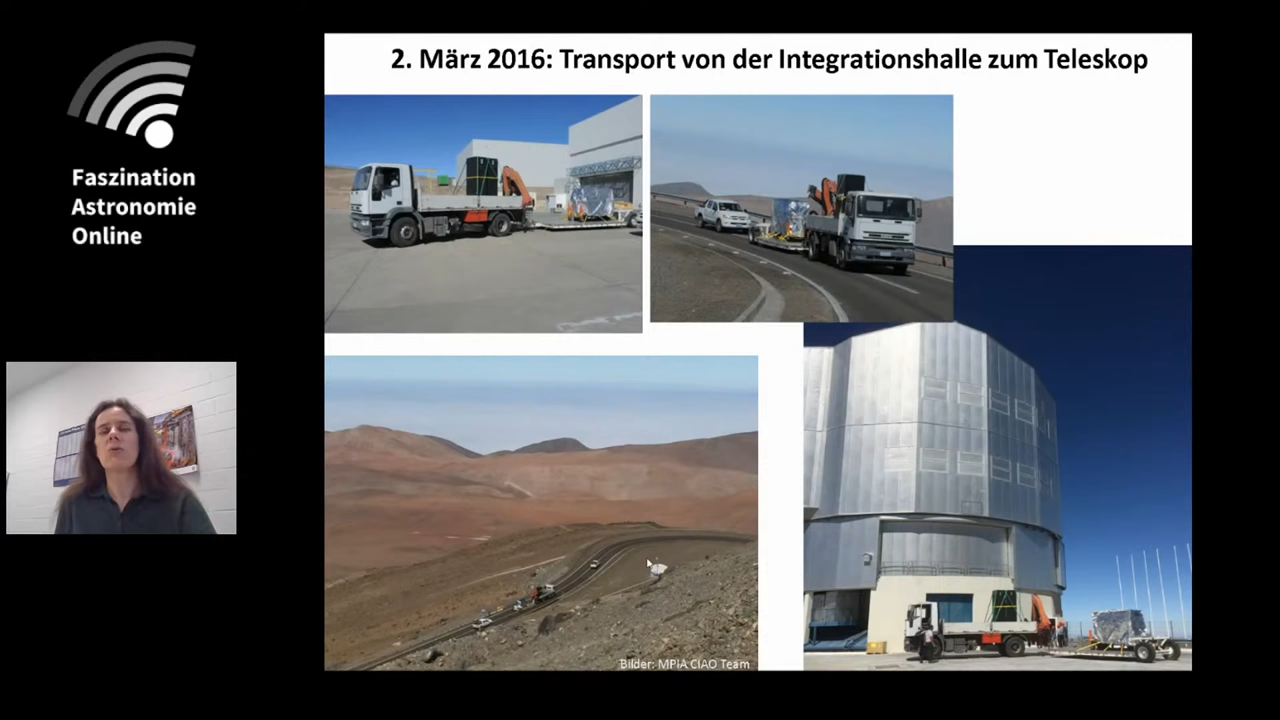 Faszination
Astronomie
Online
2. März 2016: Transport von der Integrationshalle zum Teleskop
Bilder: MPIA CIAO Team